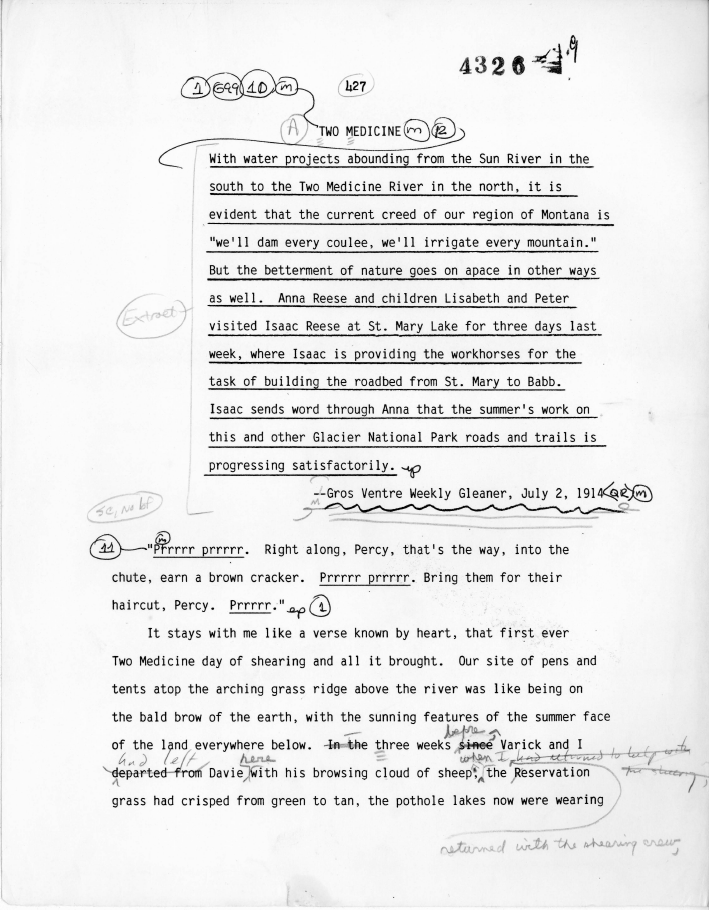 4326
1 699 10 m 427
A TWO MEDICINE m 12
With water projects abounding from the Sun River in the
south to the Two Medicine River in the north, it is
evident that the current creed of our region of Montana is
"we'll dam every coulee, we'll irrigate every mountain."
But the betterment of nature goes on apace in other ways
as well. Anna Reese and children Lisabeth and Peter
Extract
visited Isaac Reese at St. Mary Lake for three days last
week, where Isaac is providing the workhorses for the
task of building the roadbed from St. Mary to Babb.
Isaac sends word through Anna that the summer's work on
this and other Glacier National Park roads and trails is
progressing satisfactorily.
--Gros Ventre Weekly Gleaner, July 2, 1914 m
11 "Prrrrr prrrrr. Right along, Percy, that's the way, into the
chute, earn a brown cracker. Prrrrr prrrrr. Bring them for their
haircut, Percy. Prrrrr." 1
It stays with me like a verse known by heart, that first ever
Two Medicine day of shearing and all it brought. Our site of pens and
tents atop the arching grass ridge above the river was like being on
the bald brow of the earth, with the sunning features of the summer face
before
of the land everywhere below. In the three weeks since Varick and I
had left here when I had returned to help with
departed from Davie with his browsing cloud of sheep, the Reservation
the shearing,
grass had crisped from green to tan, the pothole lakes now were wearing
returned with the shearing crew,